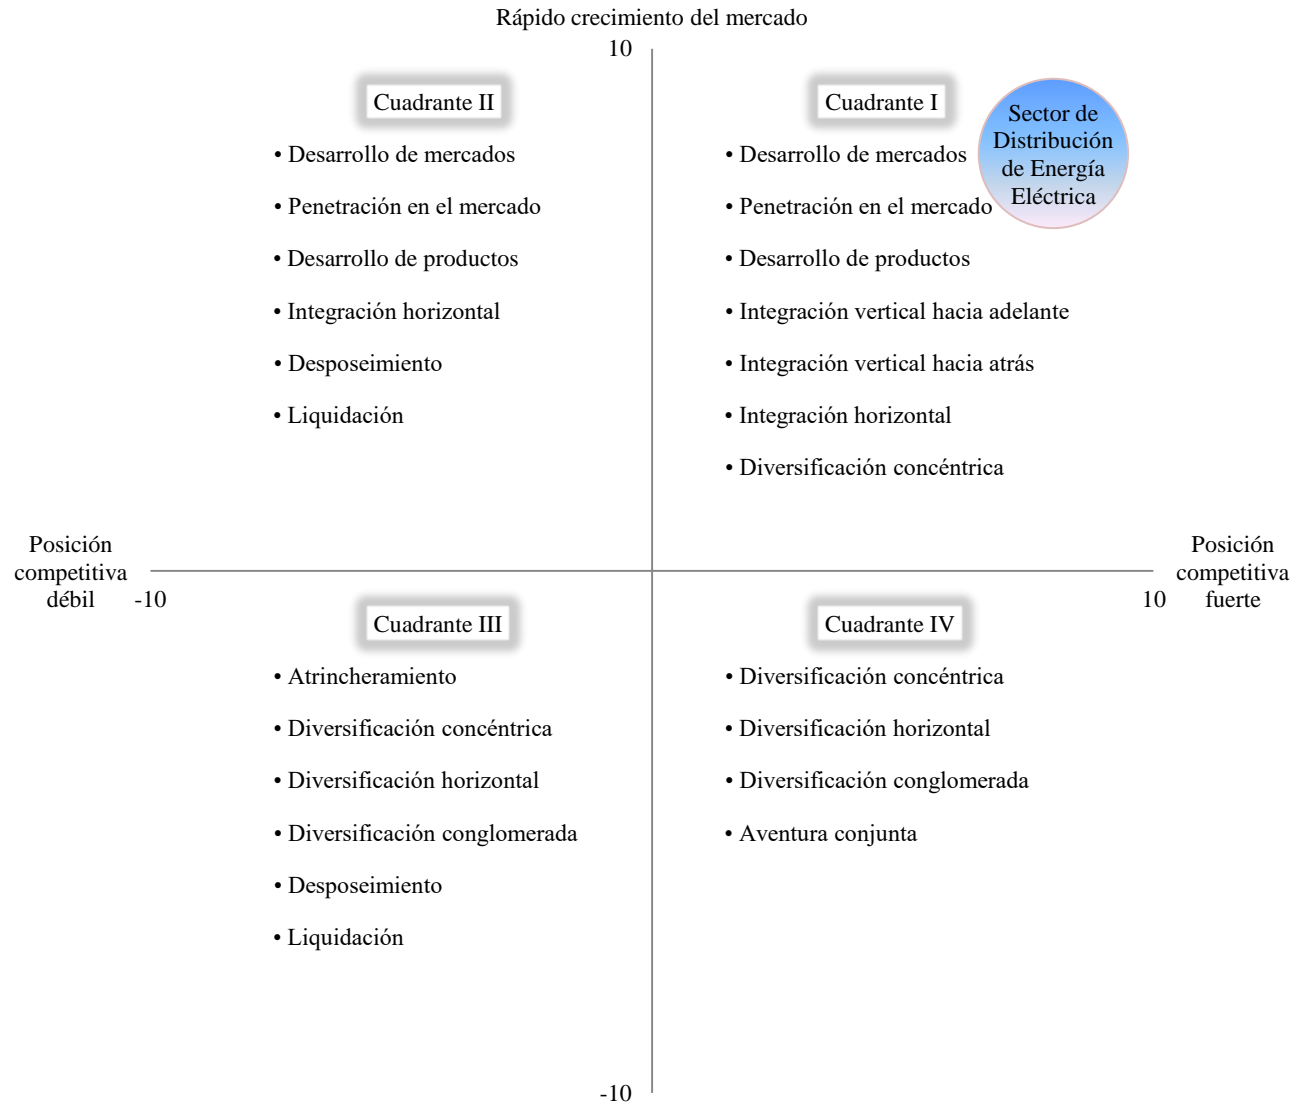 Rápido crecimiento del mercado
10
Cuadrante II
• Desarrollo de mercados
• Penetración en el mercado
• Desarrollo de productos
• Integración horizontal
• Desposeimiento
• Liquidación
Cuadrante I
• Desarrollo de mercados
• Penetración en el mercado
• Desarrollo de productos
• Integración vertical hacia adelante
• Integración vertical hacia atrás
• Integración horizontal
• Diversificación concéntrica
Sector de
Distribución
de Energía
Eléctrica
Posición
competitiva
débil
-10
Posición
competitiva
fuerte
10
Cuadrante III
• Atrincheramiento
• Diversificación concéntrica
• Diversificación horizontal
• Diversificación conglomerada
• Desposeimiento
• Liquidación
Cuadrante IV
• Diversificación concéntrica
• Diversificación horizontal
• Diversificación conglomerada
• Aventura conjunta
-10